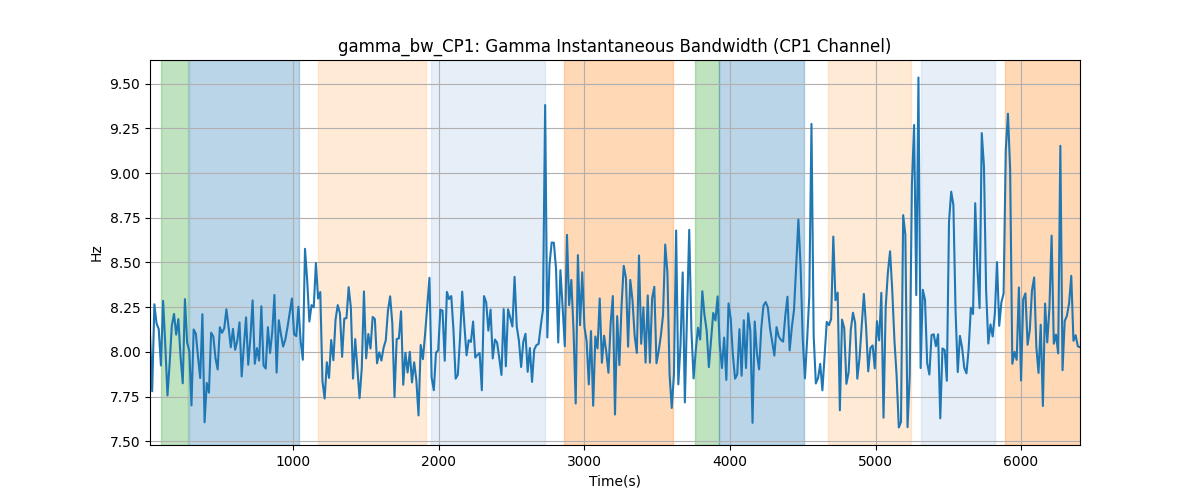 gamma_bw_CP1: Gamma Instantaneous Bandwidth (CP1 Channel)
9.50
9.25
9.00
8.75
8.50
8.25
8.00
7.75
7.50
Hz
1000 2000 3000 4000 5000 6000
Time(s)